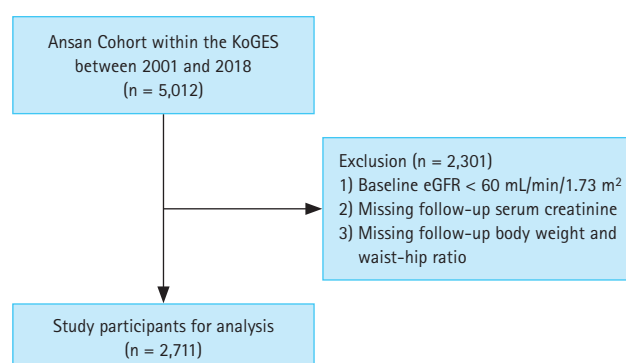 Ansan Cohort within the KoGES
between 2001 and 2018
(n = 5,012)
Exclusion (n = 2,301)
1) Baseline eGFR < 60 mL/min/1.73 m²
2) Missing follow-up serum creatinine
3) Missing follow-up body weight and
waist-hip ratio
Study participants for analysis
(n = 2,711)